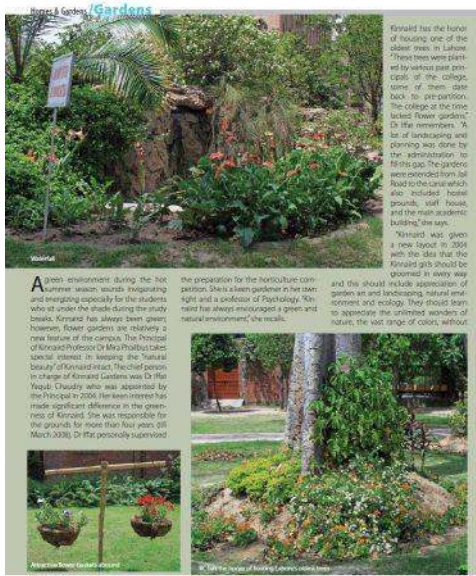 Homes & Gardens /Gardens
Waterfall
Kinnaird has the honor
of housing one of the
oldest trees in Lahore.
"These trees were plant-
ed by various past prin-
cipals of the college,
some of them date
back to pre-partition.
The college at the time
lacked flower gardens,"
Dr Iffat remembers. "A
lot of landscaping and
planning was done by
the administration to
fill this gap. The gardens
were extended from Jail
Road to the canal which
also included hostel
grounds, staff house,
and the main academic
building," she says.
"Kinnaird was given
a new layout in 2004
with the idea that the
Kinnaird girls should be
groomed in every way
and this should include appreciation of
garden art and landscaping, natural envi-
ronment and ecology. They should learn
to appreciate the unlimited wonders of
nature, the vast range of colors, without
A green environment during the hot
summer season sounds invigorating
and energizing especially for the students
who sit under the shade during the study
breaks. Kinnaird has always been green;
however, flower gardens are relatively a
new feature of the campus. The Principal
of Kinnaird Professor Dr Mira Phailbus takes
special interest in keeping the "natural
beauty" of Kinnaird intact. The chief person
in charge of Kinnaird Gardens was Dr Iffat
Yaqub Chaudry who was appointed by
the Principal in 2004. Her keen interest has
made significant difference in the green-
ness of Kinnaird. She was responsible for
the grounds for more than four years (till
March 2008). Dr Iffat personally supervized
the preparation for the horticulture com-
petition. She is a keen gardener in her own
right and a professor of Psychology. "Kin-
naird has always encouraged a green and
natural environment," she recalls.
Attractive flower baskets abound
KC has the honor of housing Lahore's oldest trees